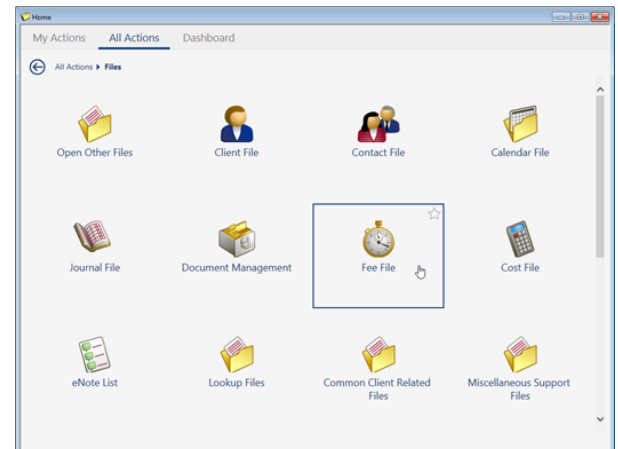 Home
My Actions All Actions Dashboard
All Actions Files
Open Other Files Client File Contact File Calendar File
Journal File Document Management Fee File Cost File
eNote List Lookup Files Common Client Related Miscellaneous Support
Files Files